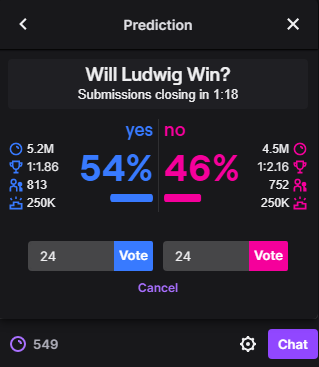 Prediction
Will Ludwig Win?
Submissions closing in 1:18
yes no
5.2M
1:1.86
813
250K
54% 46%
4.5M
1:2.16
752
250K
24 Vote 24 Vote
Cancel
549 Chat